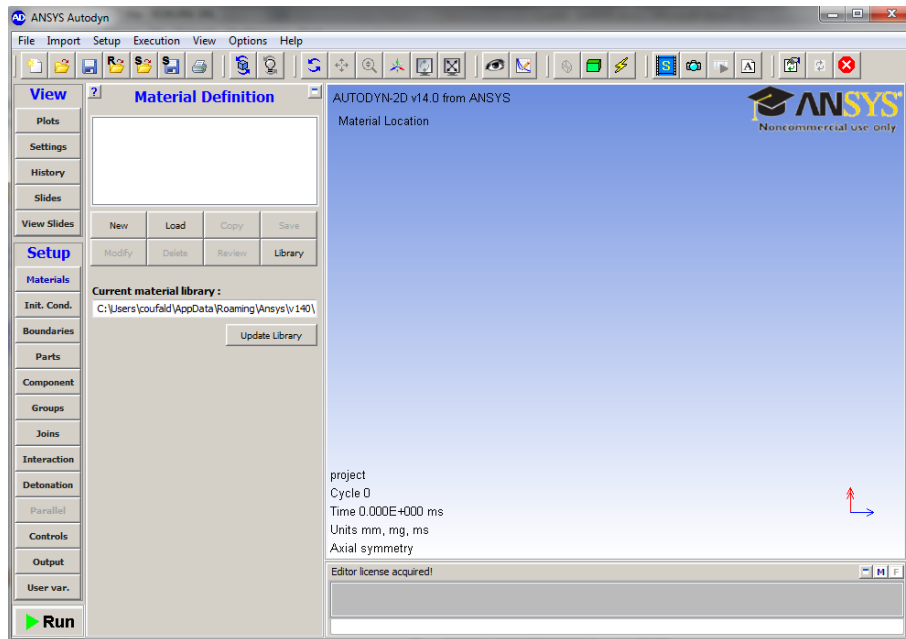 ANSYS Autodyn
File Import Setup Execution View Options Help
View
Plots
Settings
History
Slides
View Slides
Setup
Materials
Init. Cond.
Boundaries
Parts
Component
Groups
Joins
Interaction
Detonation
Parallel
Controls
Output
User var.
Run
? Material Definition
New Load Copy Save
Modify Delete Review Library
Current material library :
C:\Users\coufald\AppData\Roaming\Ansys\v140\
Update Library
AUTODYN-2D v14.0 from ANSYS
Material Location
ANSYS
Noncommercial use only
project
Cycle 0
Time 0.000E+000 ms
Units mm, mg, ms
Axial symmetry
Editor license acquired!
M F